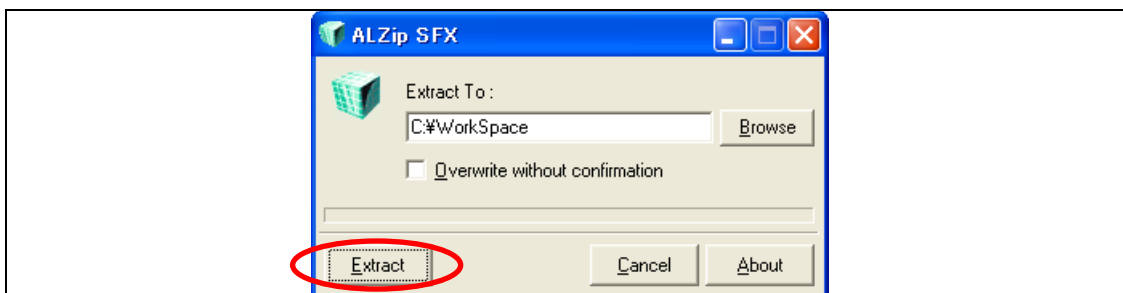 ALZip SFX
Extract To :
C:¥WorkSpace
Browse
Overwrite without confirmation
Extract
Cancel
About